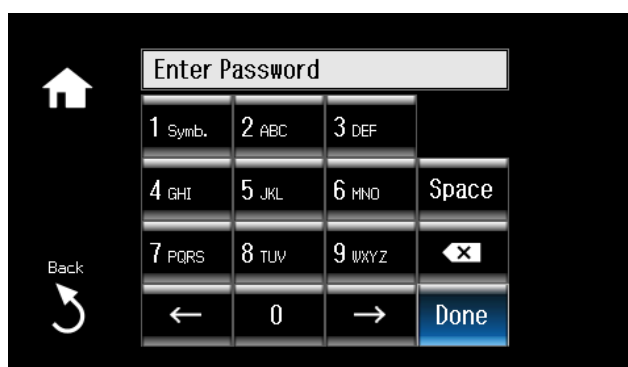 Enter Password
1 Symb. 2 ABC 3 DEF
4 GHI 5 JKL 6 MNO Space
7 PQRS 8 TUV 9 WXYZ
Back
← 0 → Done